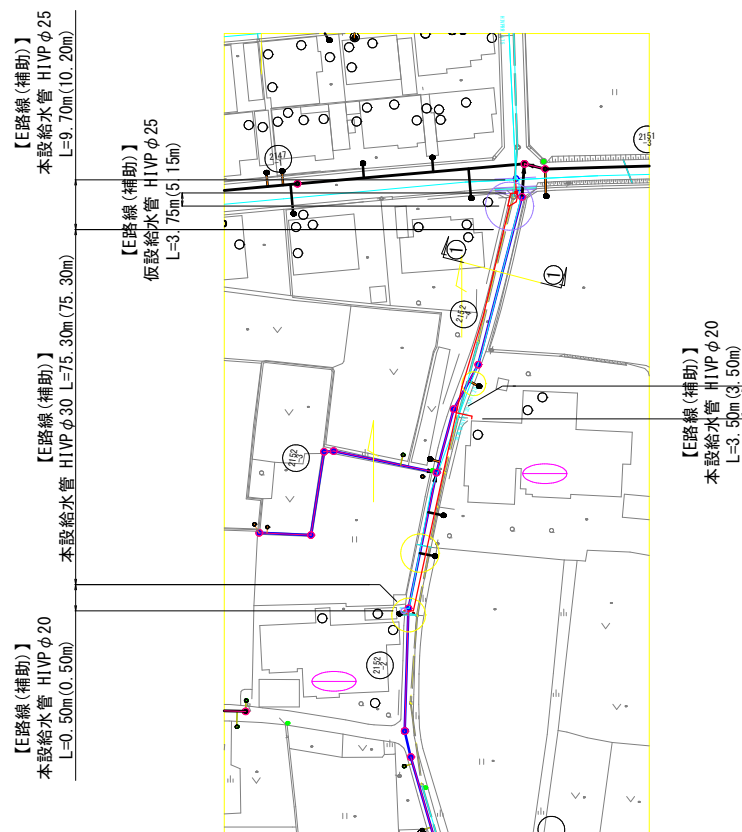 【E路線(補助)】
本設給水管 HIVPφ25
L=9.70m(10.20m)
【E路線(補助)】
仮設給水管 HIVPφ25
L=3.75m(5.15m)
【E路線(補助)】
本設給水管 HIVPφ30 L=75.30m(75.30m)
【E路線(補助)】
本設給水管 HIVPφ20
L=3.50m(3.50m)
【E路線(補助)】
本設給水管 HIVPφ20
L=0.50m(0.50m)
2147
2151
-3
①
①
2152
-4
2152
-3
2152
-2